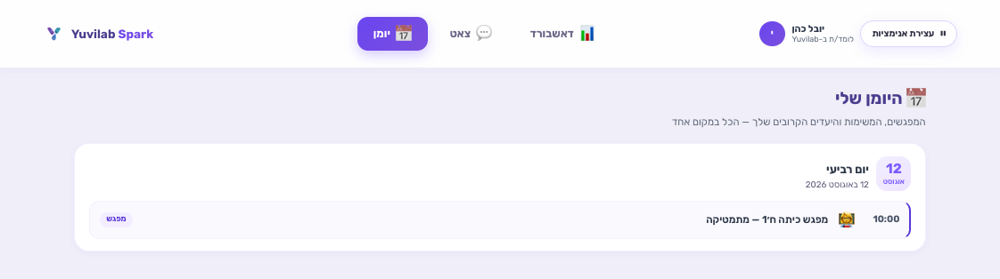 עצירת אנימציות
יובל כהן
לומד/ת ב-Yuvilab
י
דאשבורד
צאט
יומן
Yuvilab Spark
היומן שלי
המפגשים, המשימות והיעדים הקרובים שלך — הכל במקום אחד
12
אוגוסט
יום רביעי
12 באוגוסט 2026
10:00
מפגש כיתה ח׳1 — מתמטיקה
מפגש